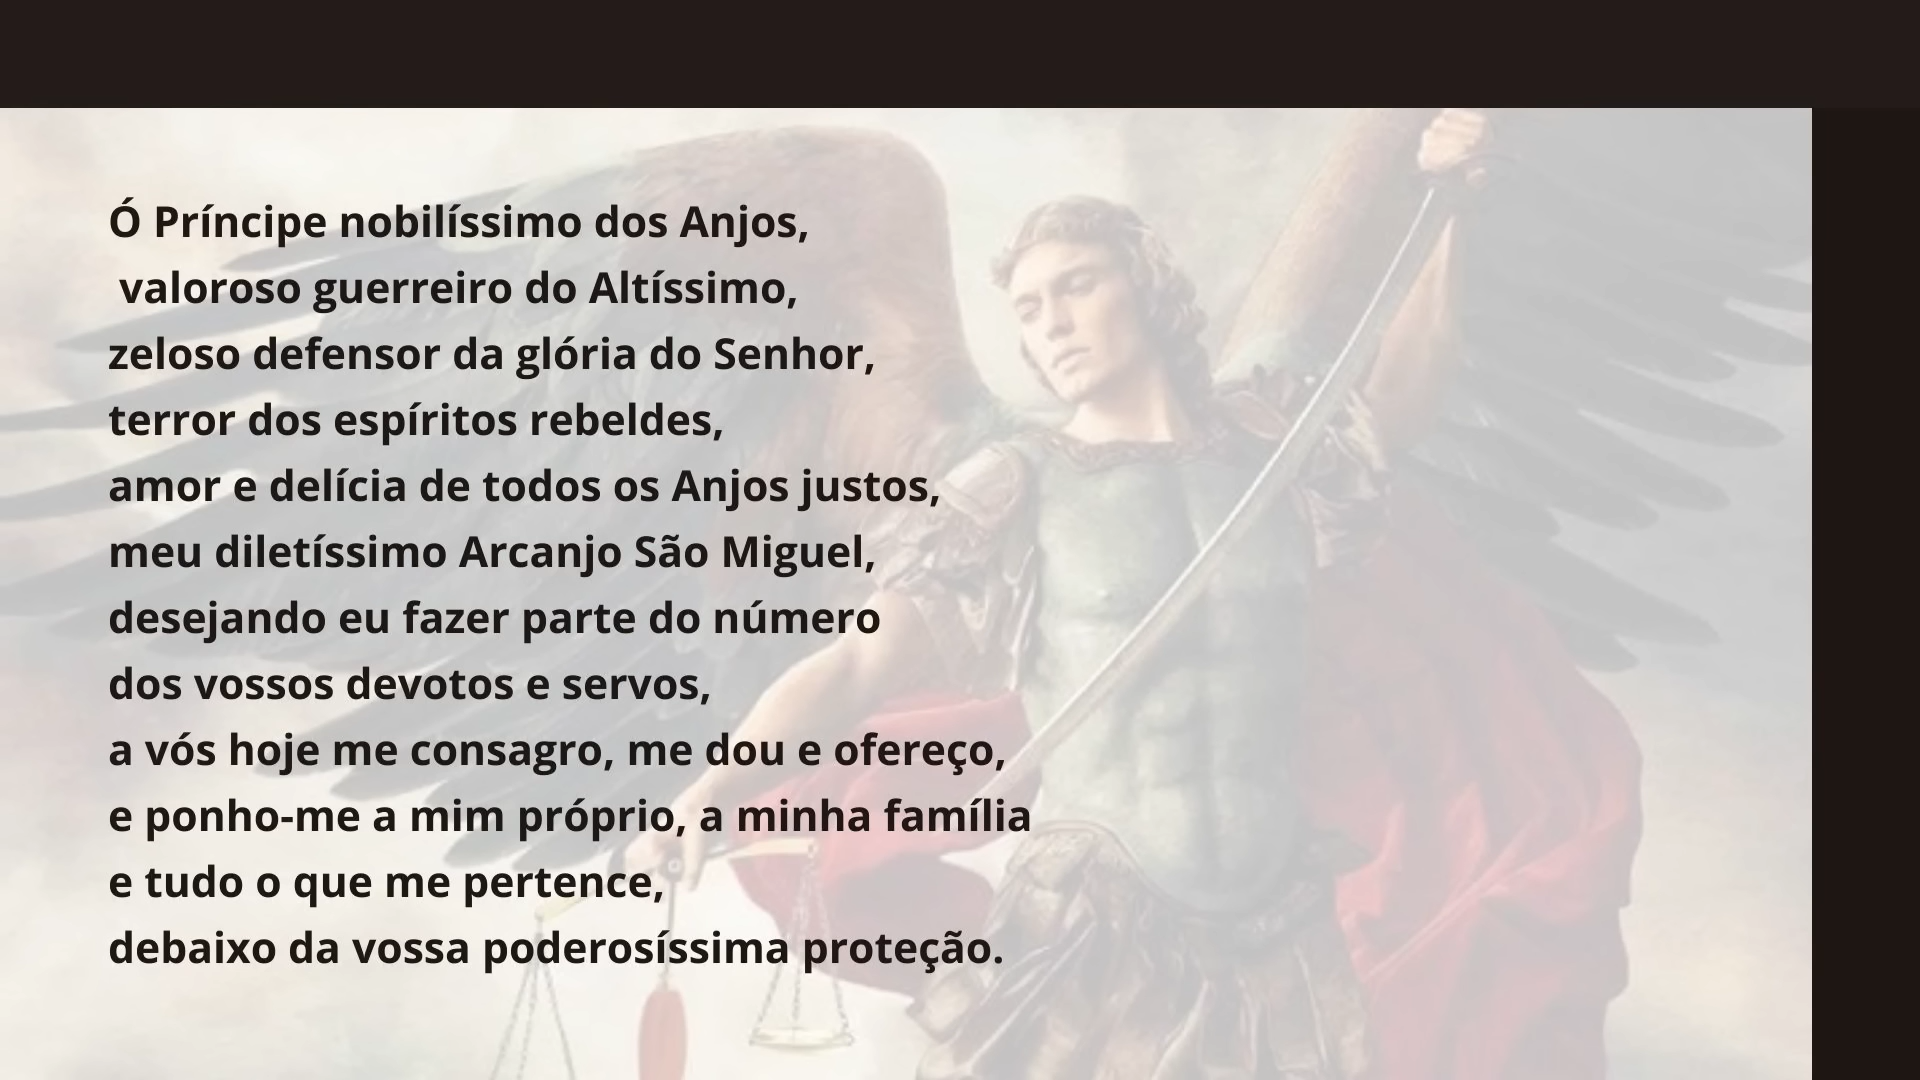 Ó Príncipe nobilíssimo dos Anjos,
valoroso guerreiro do Altíssimo,
zeloso defensor da glória do Senhor,
terror dos espíritos rebeldes,
amor e delícia de todos os Anjos justos,
meu diletíssimo Arcanjo São Miguel,
desejando eu fazer parte do número
dos vossos devotos e servos,
a vós hoje me consagro, me dou e ofereço,
e ponho-me a mim próprio, a minha família
e tudo o que me pertence,
debaixo da vossa poderosíssima proteção.